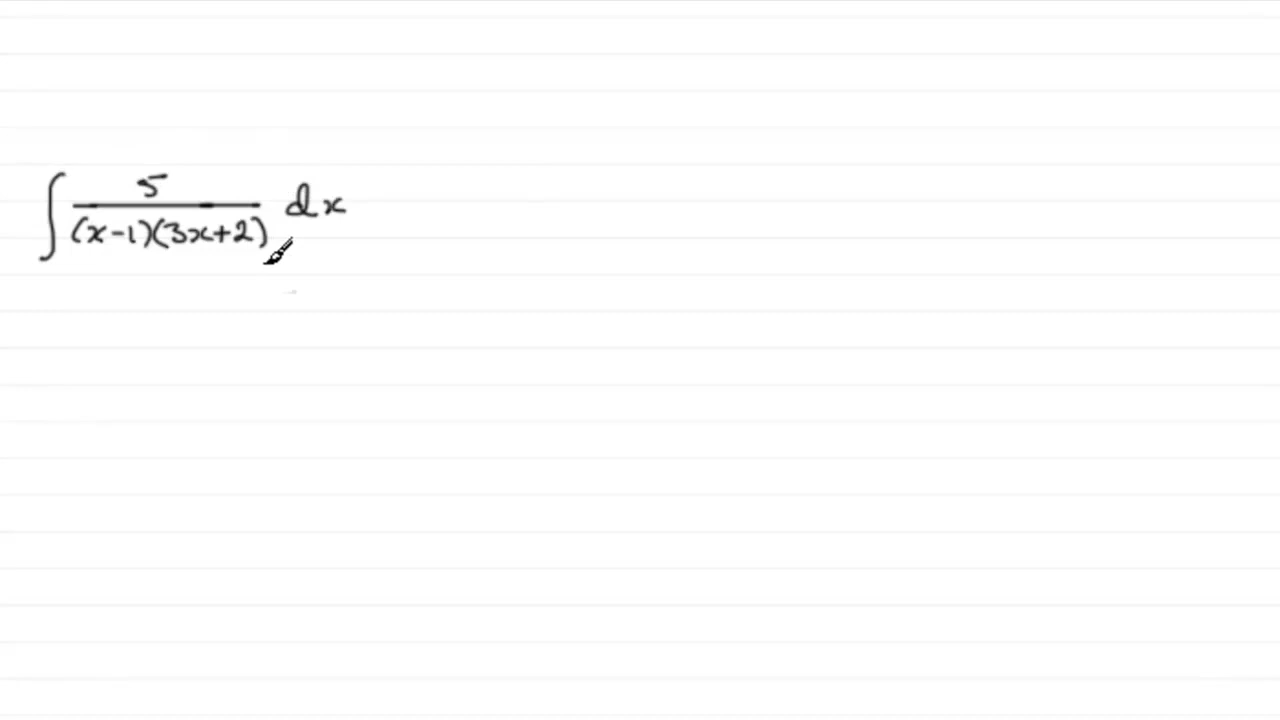 ∫ 5/((x-1)(3x+2)) dx